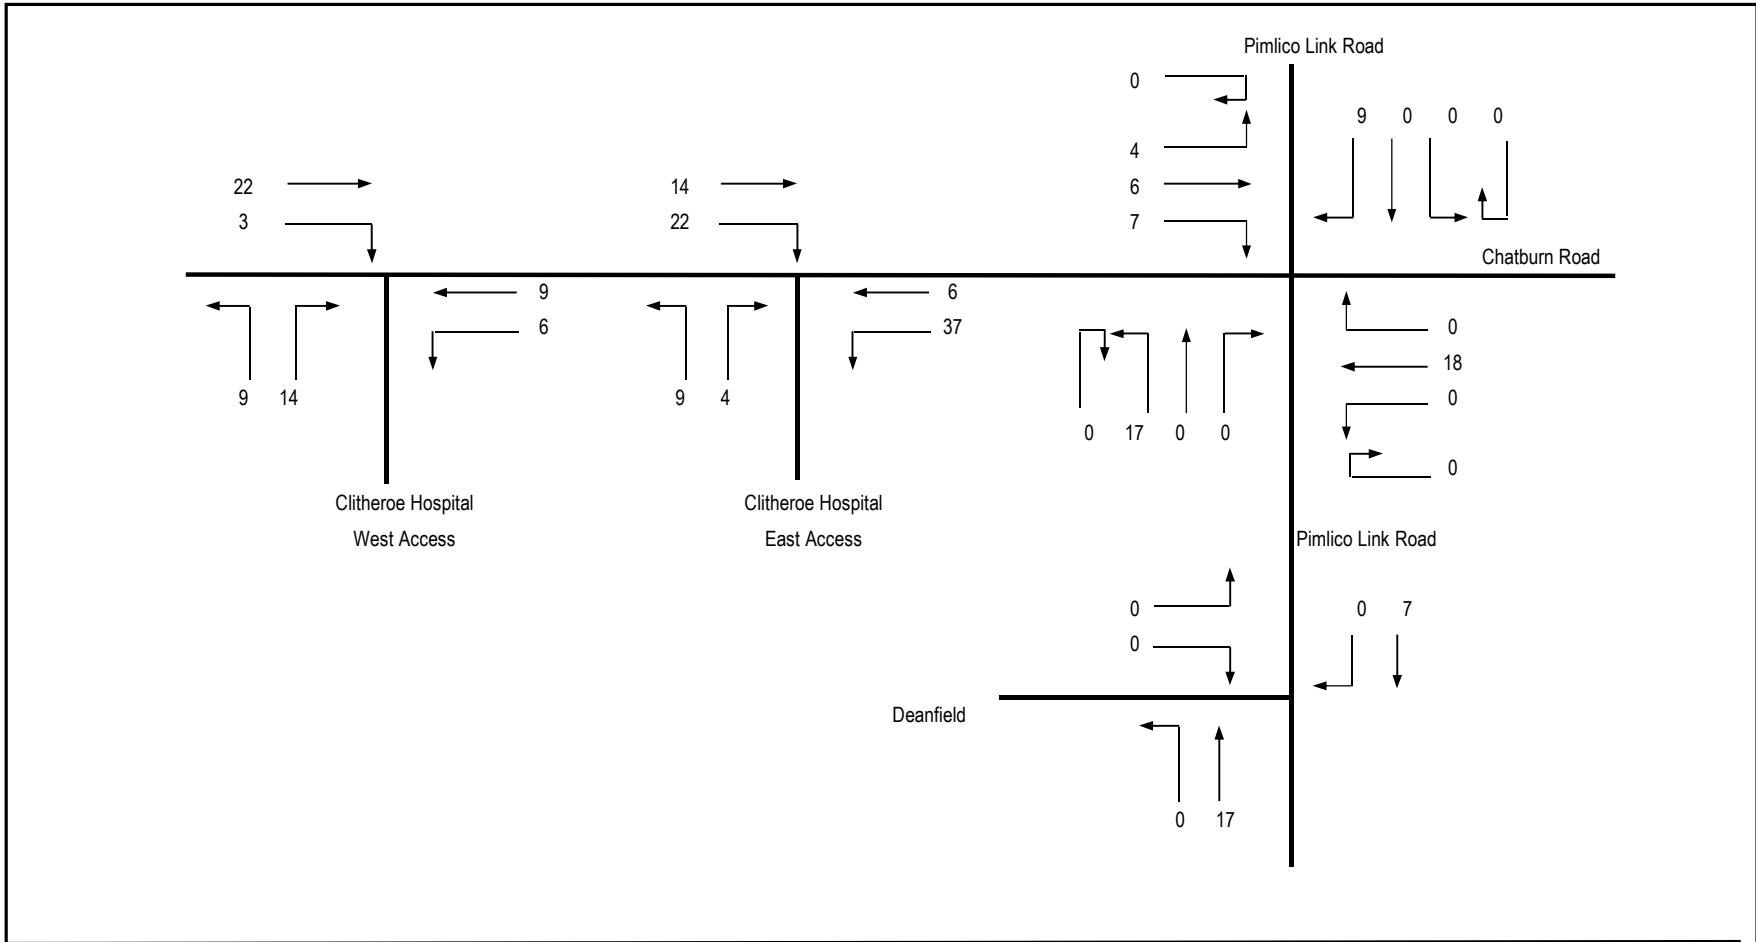 Pimlico Link Road
0
9 0 0 0
4
22 14 6
3 22 7
Chatburn Road
9 6
6 37 0
18
9 14 9 4 0
0 17 0 0
0
Clitheroe Hospital Clitheroe Hospital
West Access East Access Pimlico Link Road
0 0 7
0
Deanfield
0 17